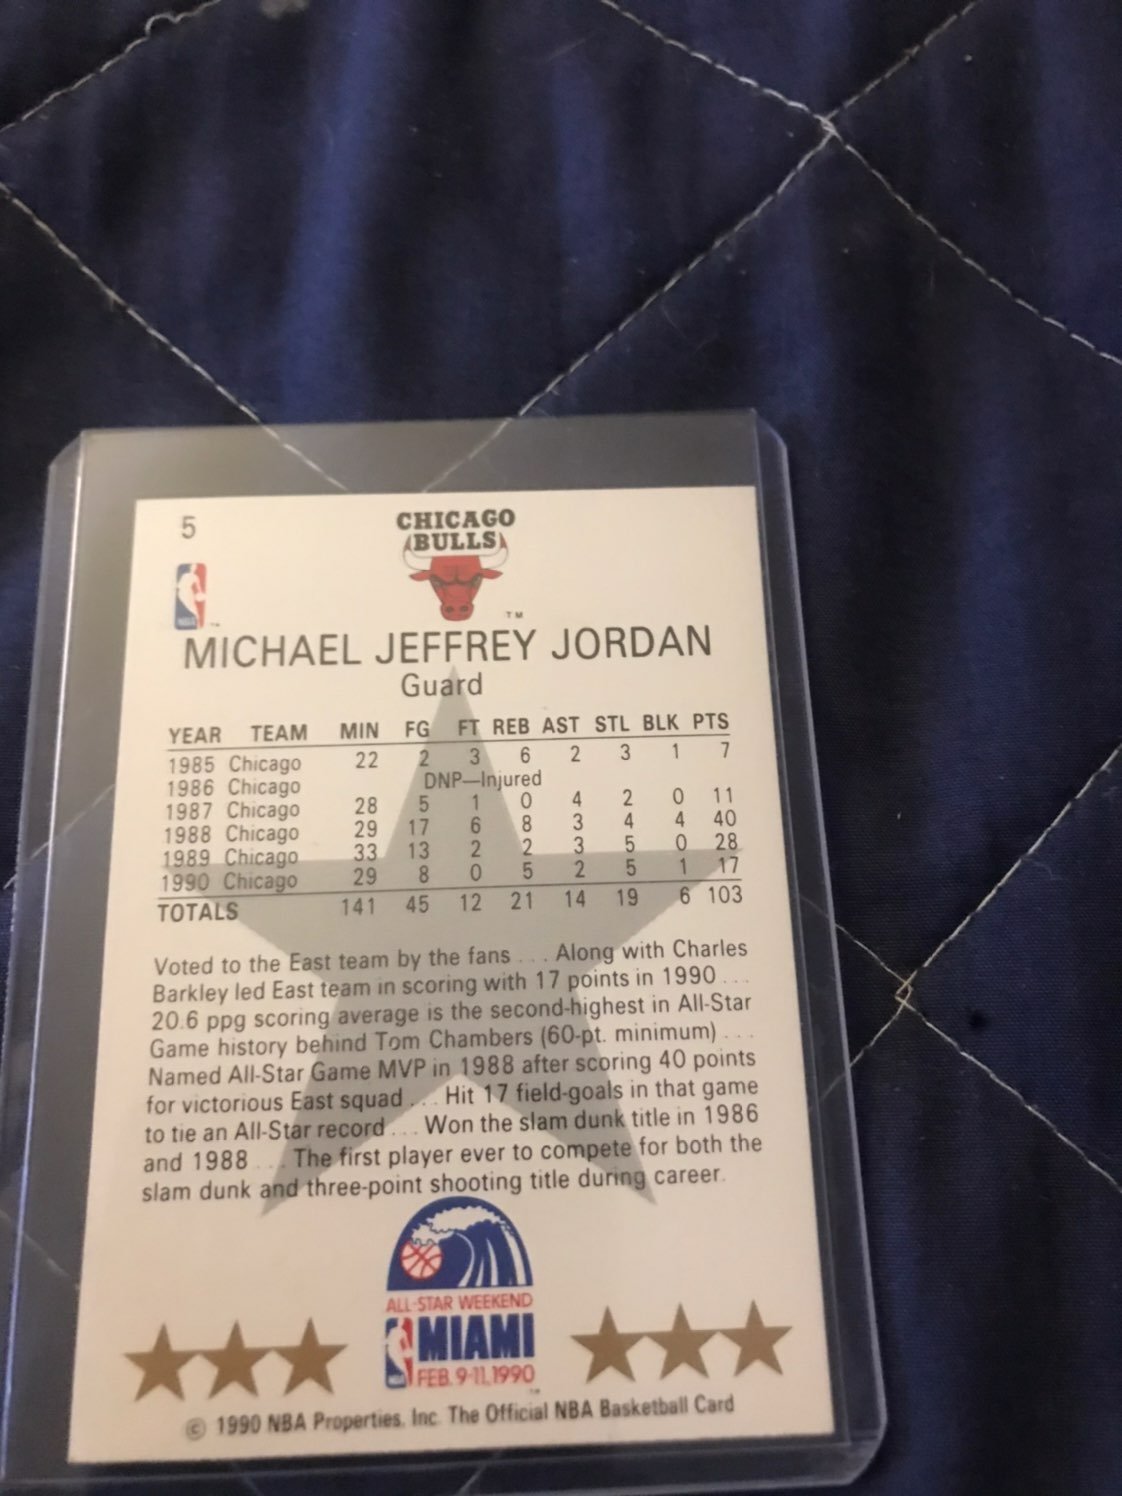 5
CHICAGO
BULLS
TM
NBA
MICHAEL JEFFREY JORDAN
Guard
YEAR TEAM MIN FG FT REB AST STL BLK PTS
1985 Chicago 22 2 3 6 2 3 1 7
1986 Chicago DNP—Injured
1987 Chicago 28 5 1 0 4 2 0 11
1988 Chicago 29 17 6 8 3 4 4 40
1989 Chicago 33 13 2 2 3 5 0 28
1990 Chicago 29 8 0 5 2 5 1 17
TOTALS 141 45 12 21 14 19 6 103
Voted to the East team by the fans . . . Along with Charles
Barkley led East team in scoring with 17 points in 1990 . . .
20.6 ppg scoring average is the second-highest in All-Star
Game history behind Tom Chambers (60-pt. minimum) . . .
Named All-Star Game MVP in 1988 after scoring 40 points
for victorious East squad . . . Hit 17 field-goals in that game
to tie an All-Star record . . . Won the slam dunk title in 1986
and 1988 . . . The first player ever to compete for both the
slam dunk and three-point shooting title during career.
ALL-STAR WEEKEND
MIAMI
NBA
FEB. 9-11, 1990
© 1990 NBA Properties, Inc. The Official NBA Basketball Card